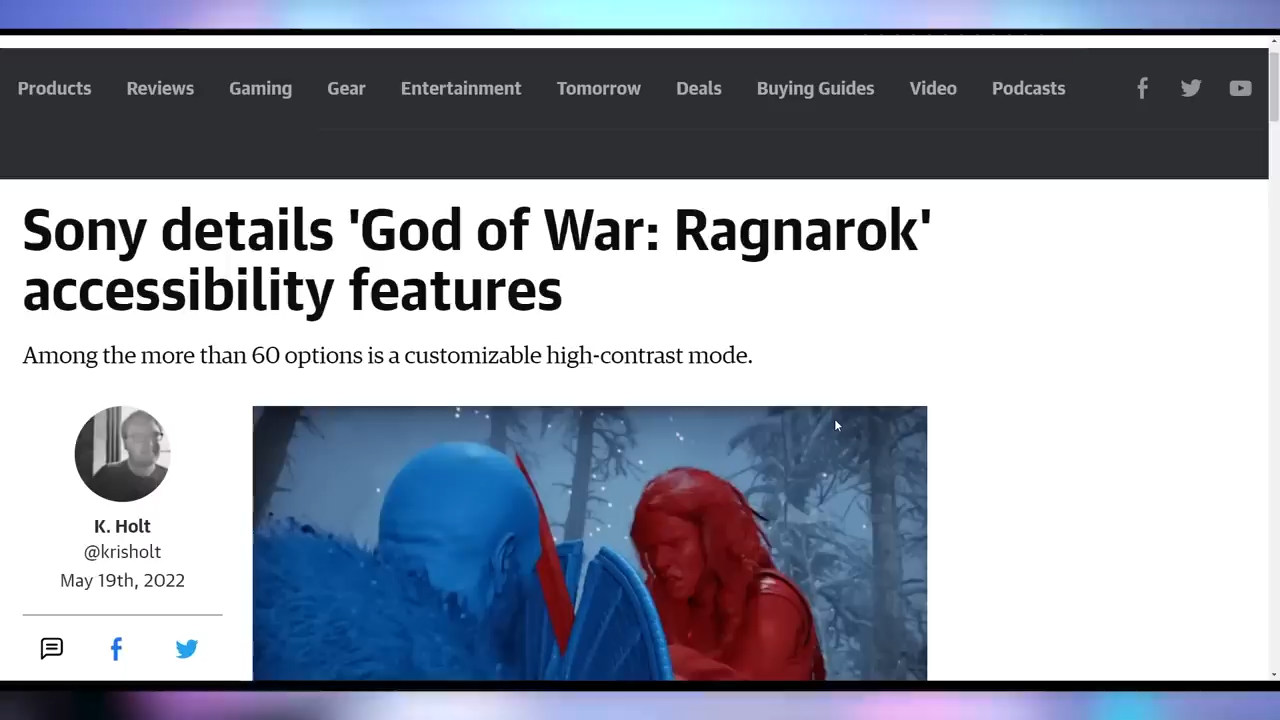 Products Reviews Gaming Gear Entertainment Tomorrow Deals Buying Guides Video Podcasts
Sony details 'God of War: Ragnarok'
accessibility features
Among the more than 60 options is a customizable high-contrast mode.
K. Holt
@krisholt
May 19th, 2022